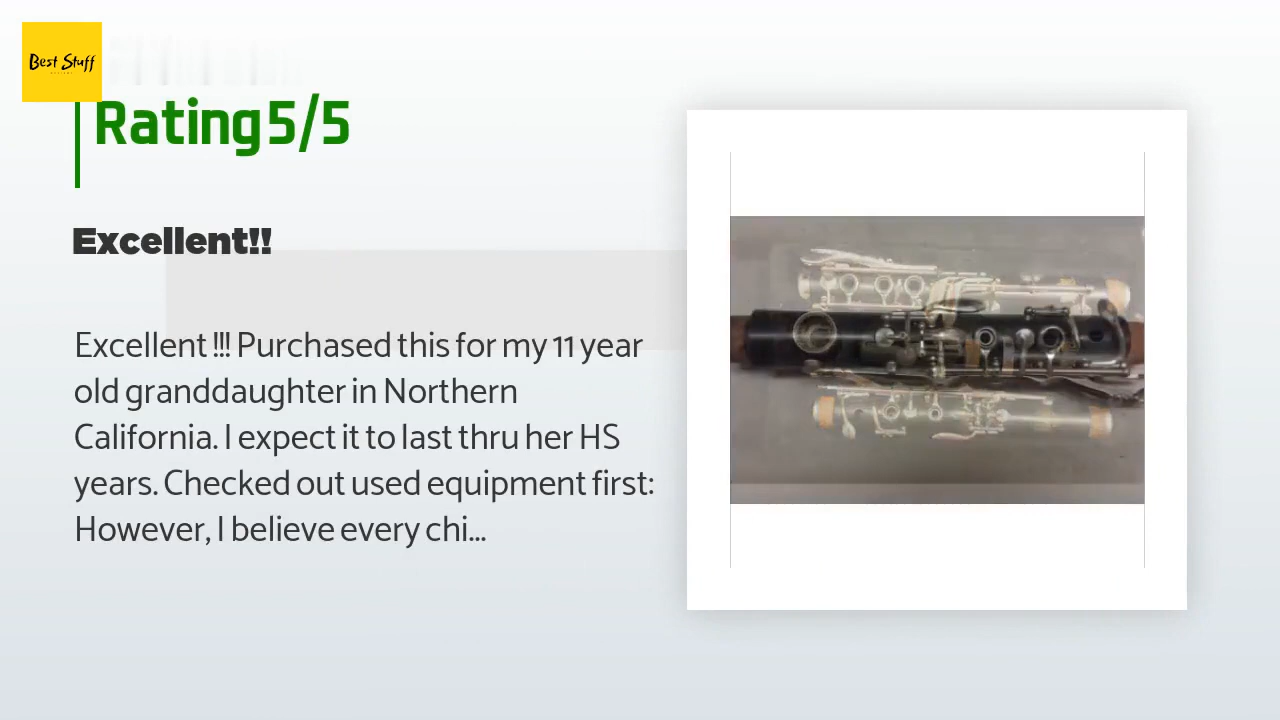 Best Stuff
Rating 5/5
Excellent!!
Excellent !!! Purchased this for my 11 year
old granddaughter in Northern
California. I expect it to last thru her HS
years. Checked out used equipment first:
However, I believe every chi...